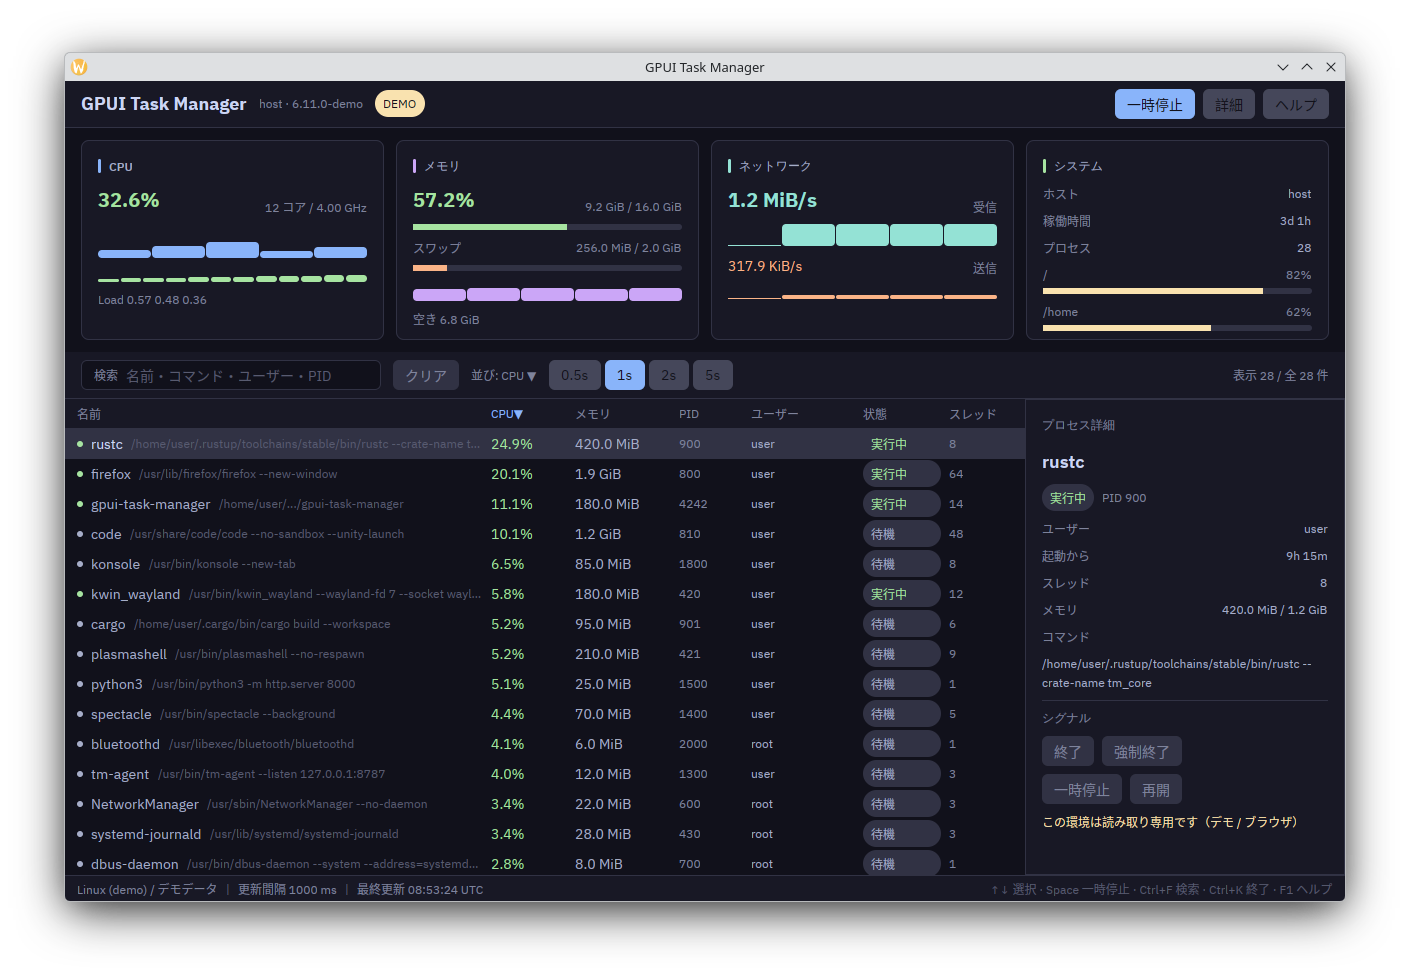 GPUI Task Manager
GPUI Task Manager host · 6.11.0-demo DEMO 一時停止 詳細 ヘルプ
CPU
32.6% 12 コア / 4.00 GHz
Load 0.57 0.48 0.36
メモリ
57.2% 9.2 GiB / 16.0 GiB
スワップ 256.0 MiB / 2.0 GiB
空き 6.8 GiB
ネットワーク
1.2 MiB/s 受信
317.9 KiB/s 送信
システム
ホスト host
稼働時間 3d 1h
プロセス 28
/ 82%
/home 62%
検索 名前・コマンド・ユーザー・PID クリア 並び: CPU ▼ 0.5s 1s 2s 5s 表示 28 / 全 28 件
名前 CPU▼ メモリ PID ユーザー 状態 スレッド
rustc /home/user/.rustup/toolchains/stable/bin/rustc --crate-name t... 24.9% 420.0 MiB 900 user 実行中 8
firefox /usr/lib/firefox/firefox --new-window 20.1% 1.9 GiB 800 user 実行中 64
gpui-task-manager /home/user/.../gpui-task-manager 11.1% 180.0 MiB 4242 user 実行中 14
code /usr/share/code/code --no-sandbox --unity-launch 10.1% 1.2 GiB 810 user 待機 48
konsole /usr/bin/konsole --new-tab 6.5% 85.0 MiB 1800 user 待機 8
kwin_wayland /usr/bin/kwin_wayland --wayland-fd 7 --socket wayl... 5.8% 180.0 MiB 420 user 実行中 12
cargo /home/user/.cargo/bin/cargo build --workspace 5.2% 95.0 MiB 901 user 待機 6
plasmashell /usr/bin/plasmashell --no-respawn 5.2% 210.0 MiB 421 user 待機 9
python3 /usr/bin/python3 -m http.server 8000 5.1% 25.0 MiB 1500 user 待機 1
spectacle /usr/bin/spectacle --background 4.4% 70.0 MiB 1400 user 待機 5
bluetoothd /usr/libexec/bluetooth/bluetoothd 4.1% 6.0 MiB 2000 root 待機 1
tm-agent /usr/bin/tm-agent --listen 127.0.0.1:8787 4.0% 12.0 MiB 1300 user 待機 3
NetworkManager /usr/sbin/NetworkManager --no-daemon 3.4% 22.0 MiB 600 root 待機 3
systemd-journald /usr/lib/systemd/systemd-journald 3.4% 28.0 MiB 430 root 待機 3
dbus-daemon /usr/bin/dbus-daemon --system --address=systemd... 2.8% 8.0 MiB 700 root 待機 1
プロセス詳細
rustc
実行中 PID 900
ユーザー user
起動から 9h 15m
スレッド 8
メモリ 420.0 MiB / 1.2 GiB
コマンド
/home/user/.rustup/toolchains/stable/bin/rustc --
crate-name tm_core
シグナル
終了 強制終了
一時停止 再開
この環境は読み取り専用です（デモ / ブラウザ）
Linux (demo) / デモデータ | 更新間隔 1000 ms | 最終更新 08:53:24 UTC ↑↓ 選択 · Space 一時停止 · Ctrl+F 検索 · Ctrl+K 終了 · F1 ヘルプ